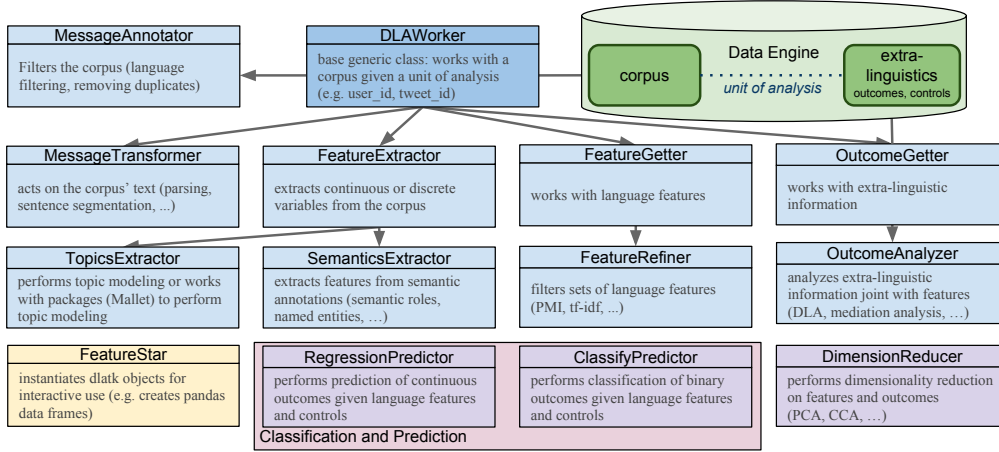 MessageAnnotator
Filters the corpus (language
filtering, removing duplicates)
DLAWorker
base generic class: works with a
corpus given a unit of analysis
(e.g. user_id, tweet_id)
Data Engine
corpus
unit of analysis
extra-
linguistics
outcomes, controls
MessageTransformer
acts on the corpus’ text (parsing,
sentence segmentation, ...)
FeatureExtractor
extracts continuous or discrete
variables from the corpus
FeatureGetter
works with language features
OutcomeGetter
works with extra-linguistic
information
TopicsExtractor
performs topic modeling or works
with packages (Mallet) to perform
topic modeling
SemanticsExtractor
extracts features from semantic
annotations (semantic roles,
named entities, …)
FeatureRefiner
filters sets of language features
(PMI, tf-idf, ...)
OutcomeAnalyzer
analyzes extra-linguistic
information joint with features
(DLA, mediation analysis, …)
FeatureStar
instantiates dlatk objects for
interactive use (e.g. creates pandas
data frames)
RegressionPredictor
performs prediction of continuous
outcomes given language features
and controls
ClassifyPredictor
performs classification of binary
outcomes given language features
and controls
Classification and Prediction
DimensionReducer
performs dimensionality reduction
on features and outcomes
(PCA, CCA, …)